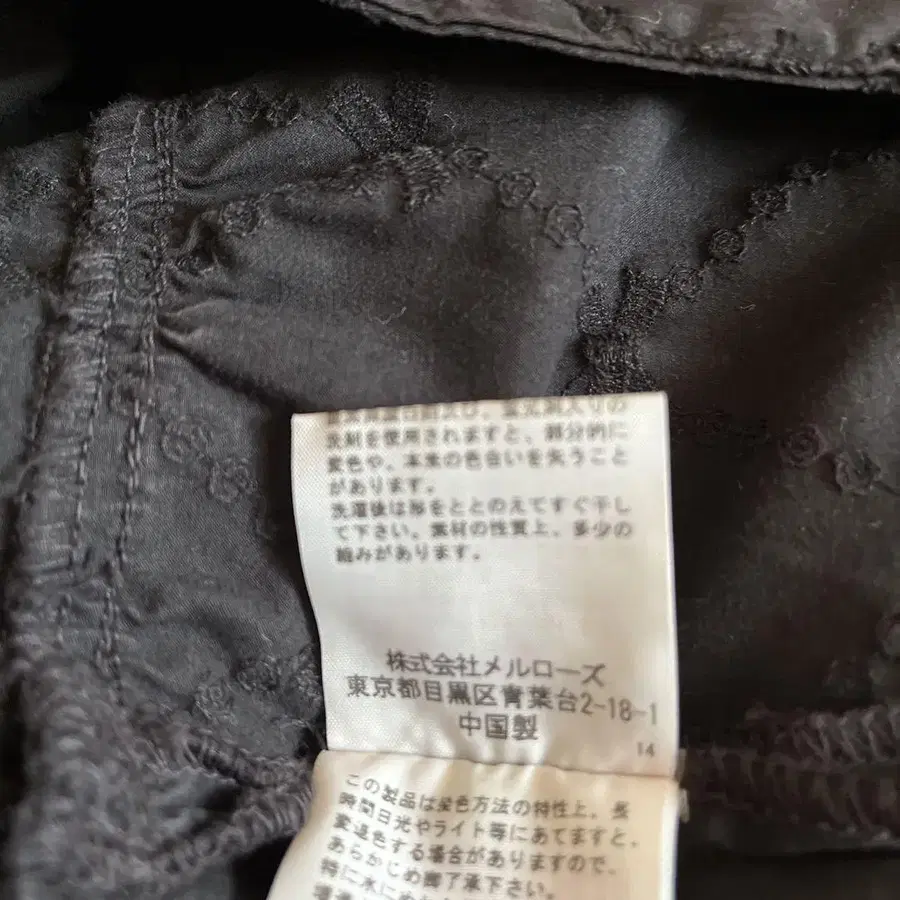 洗剤を使用されますと、部分的に
変色や、本来の色合いを失うこと
があります。
洗濯後は形をととのえてすぐ干し
て下さい。素材の性質上、多少の
縮みがあります。
株式会社メルローズ
東京都目黒区青葉台2-18-1
中国製
14
この製品は染色方法の特性上、長
時間日光やライト等にあてますと、
変退色する場合がありますので、
あらかじめ御了承下さい。
特に水にぬ